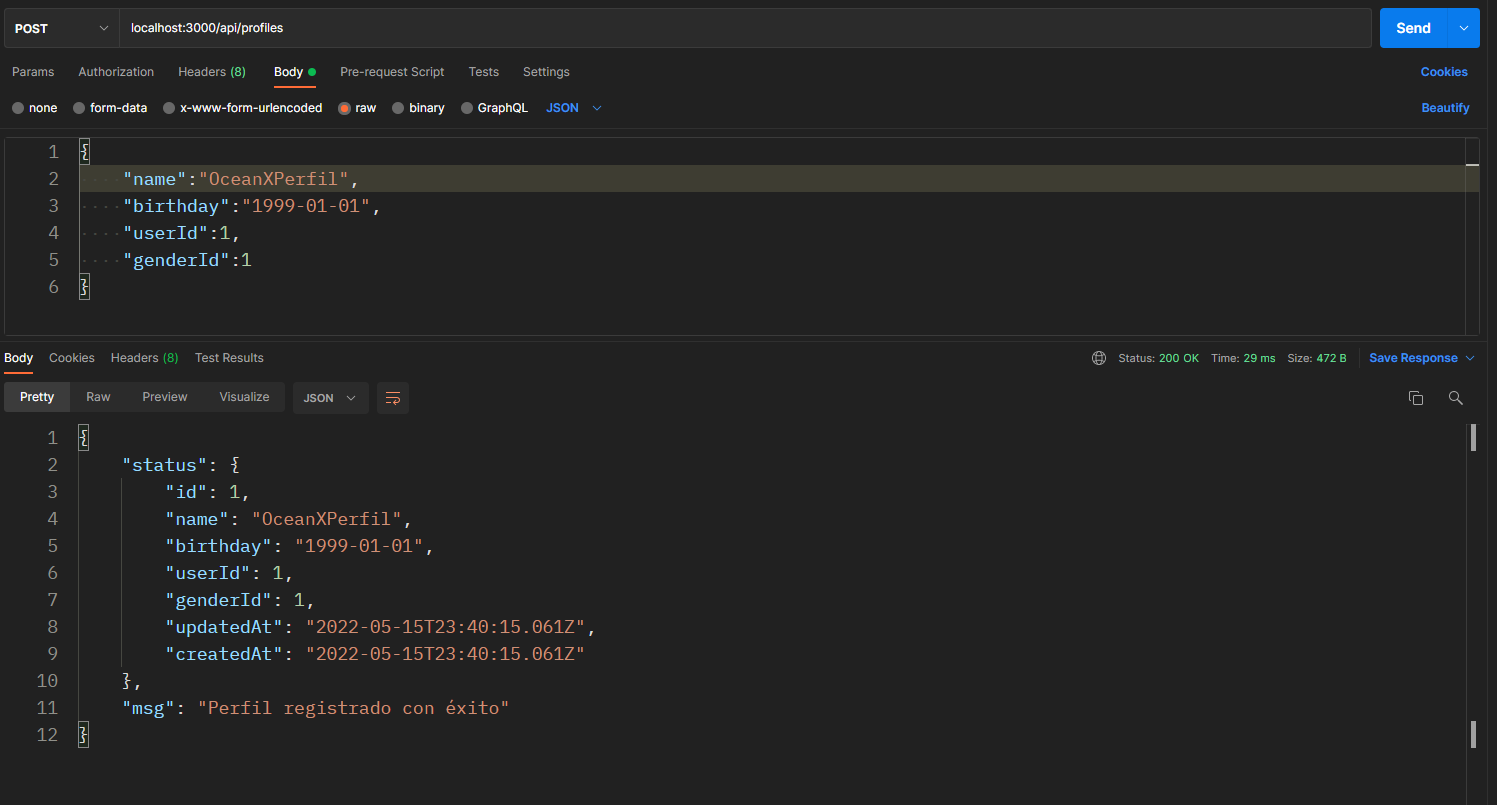 POST localhost:3000/api/profiles Send
Params Authorization Headers (8) Body Pre-request Script Tests Settings Cookies
none form-data x-www-form-urlencoded raw binary GraphQL JSON Beautify
1 {
2 "name":"OceanXPerfil",
3 "birthday":"1999-01-01",
4 "userId":1,
5 "genderId":1
6 }
Body Cookies Headers (8) Test Results Status: 200 OK Time: 29 ms Size: 472 B Save Response
Pretty Raw Preview Visualize JSON
1 {
2 "status": {
3 "id": 1,
4 "name": "OceanXPerfil",
5 "birthday": "1999-01-01",
6 "userId": 1,
7 "genderId": 1,
8 "updatedAt": "2022-05-15T23:40:15.061Z",
9 "createdAt": "2022-05-15T23:40:15.061Z"
10 },
11 "msg": "Perfil registrado con éxito"
12 }